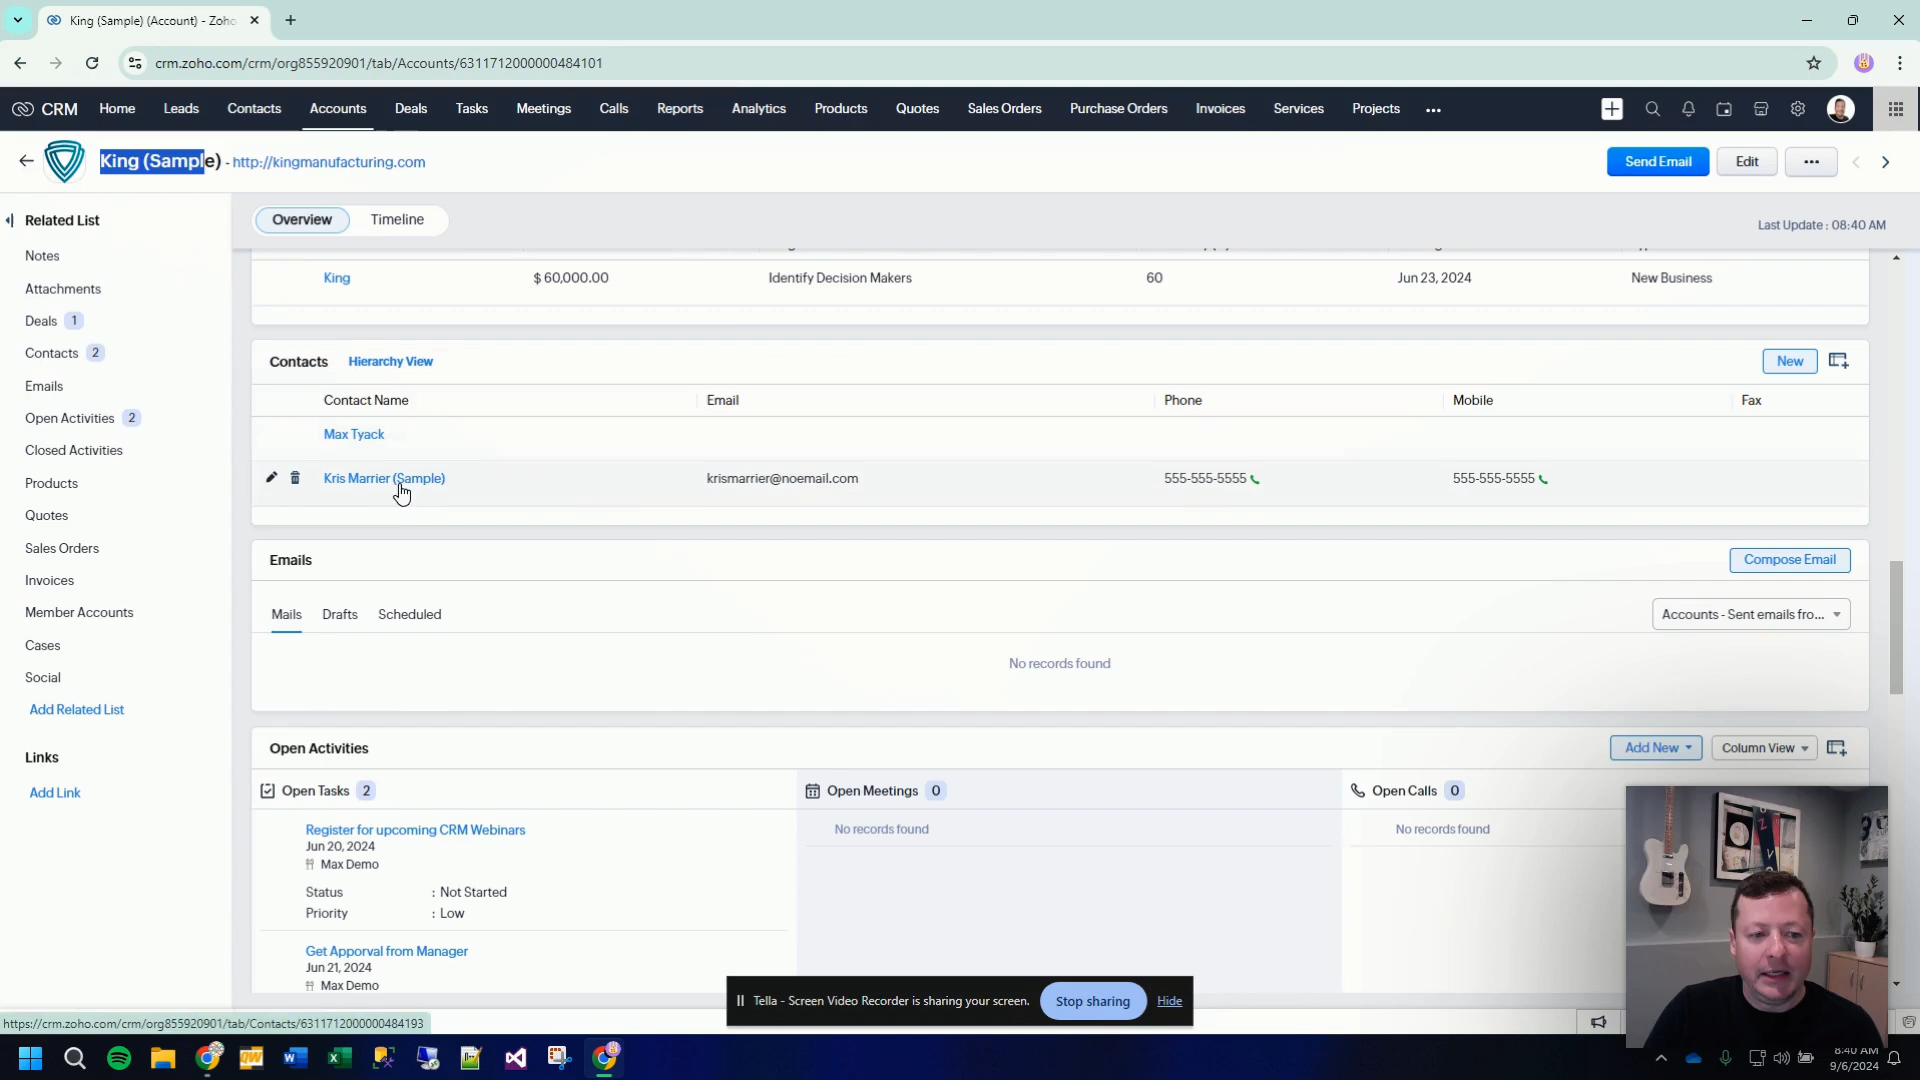 King (Sample) (Account) - Zoho
crm.zoho.com/crm/org855920901/tab/Accounts/6311712000000484101
CRM Home Leads Contacts Accounts Deals Tasks Meetings Calls Reports Analytics Products Quotes Sales Orders Purchase Orders Invoices Services Projects
King (Sample) - http://kingmanufacturing.com Send Email Edit
Related List Overview Timeline Last Update : 08:40 AM
Notes
Attachments
Deals 1
Contacts 2
Emails
Open Activities 2
Closed Activities
Products
Quotes
Sales Orders
Invoices
Member Accounts
Cases
Social
Add Related List
Links
Add Link
King $ 60,000.00 Identify Decision Makers 60 Jun 23, 2024 New Business
Contacts Hierarchy View New
Contact Name Email Phone Mobile Fax
Max Tyack
Kris Marrier (Sample) krismarrier@noemail.com 555-555-5555 555-555-5555
Emails Compose Email
Mails Drafts Scheduled Accounts - Sent emails fro...
No records found
Open Activities Add New Column View
Open Tasks 2 Open Meetings 0 Open Calls 0
Register for upcoming CRM Webinars No records found No records found
Jun 20, 2024
Max Demo
Status : Not Started
Priority : Low
Get Apporval from Manager
Jun 21, 2024
Max Demo
Tella - Screen Video Recorder is sharing your screen. Stop sharing Hide
https://crm.zoho.com/crm/org855920901/tab/Contacts/6311712000000484193
8:40 AM
9/6/2024